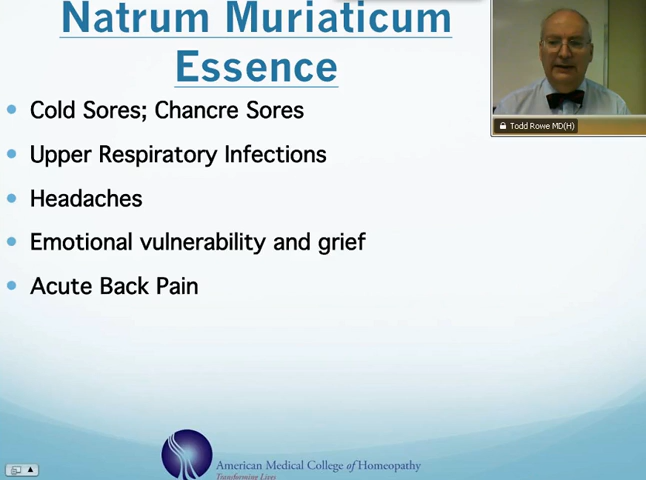 Natrum Muriaticum
Essence
Todd Rowe MD(H)
Cold Sores; Chancre Sores
Upper Respiratory Infections
Headaches
Emotional vulnerability and grief
Acute Back Pain
American Medical College of Homeopathy
Transforming Lives